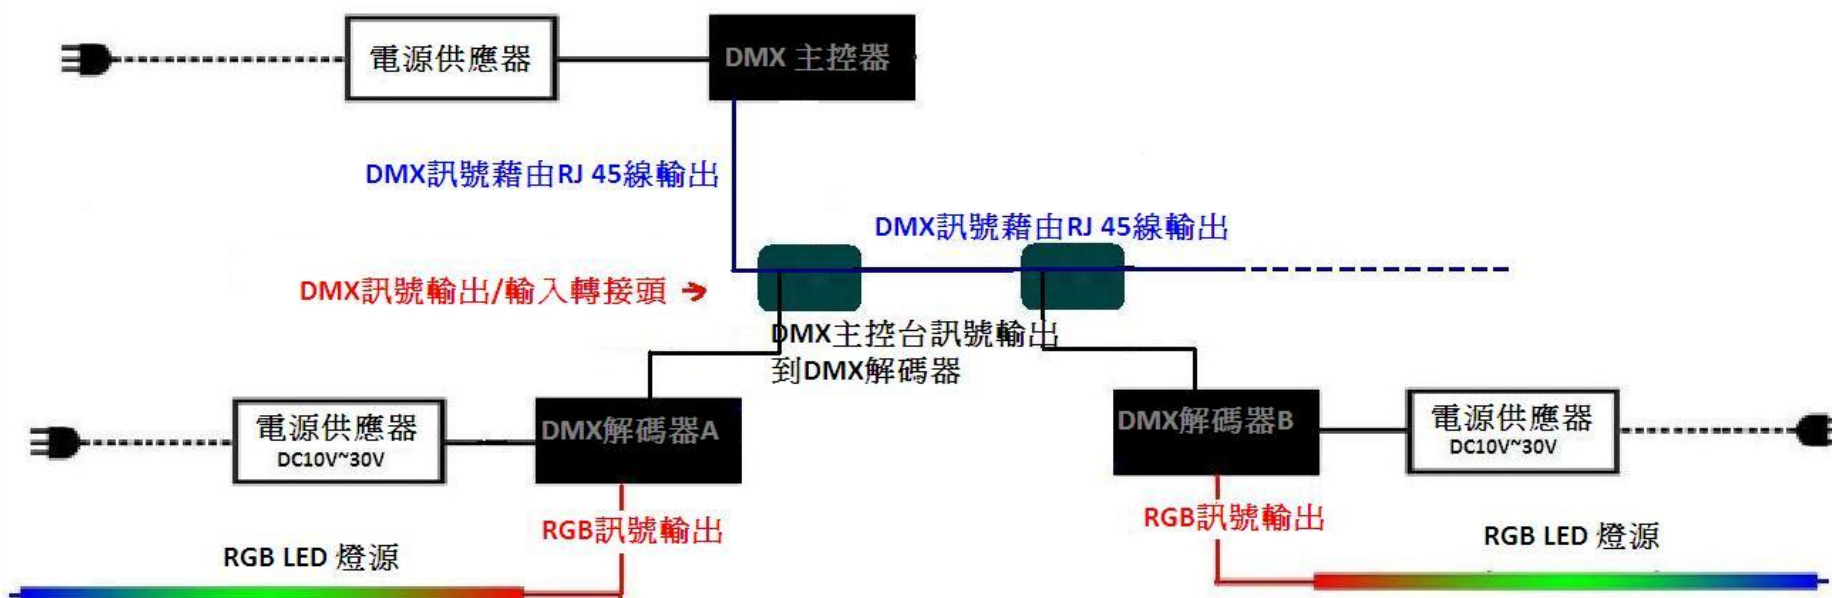 電源供應器
DMX 主控器
DMX訊號藉由RJ 45線輸出
DMX訊號藉由RJ 45線輸出
DMX訊號輸出/輸入轉接頭
DMX主控台訊號輸出
到DMX解碼器
電源供應器
DC10V~30V
DMX解碼器A
DMX解碼器B
電源供應器
DC10V~30V
RGB訊號輸出
RGB訊號輸出
RGB LED 燈源
RGB LED 燈源